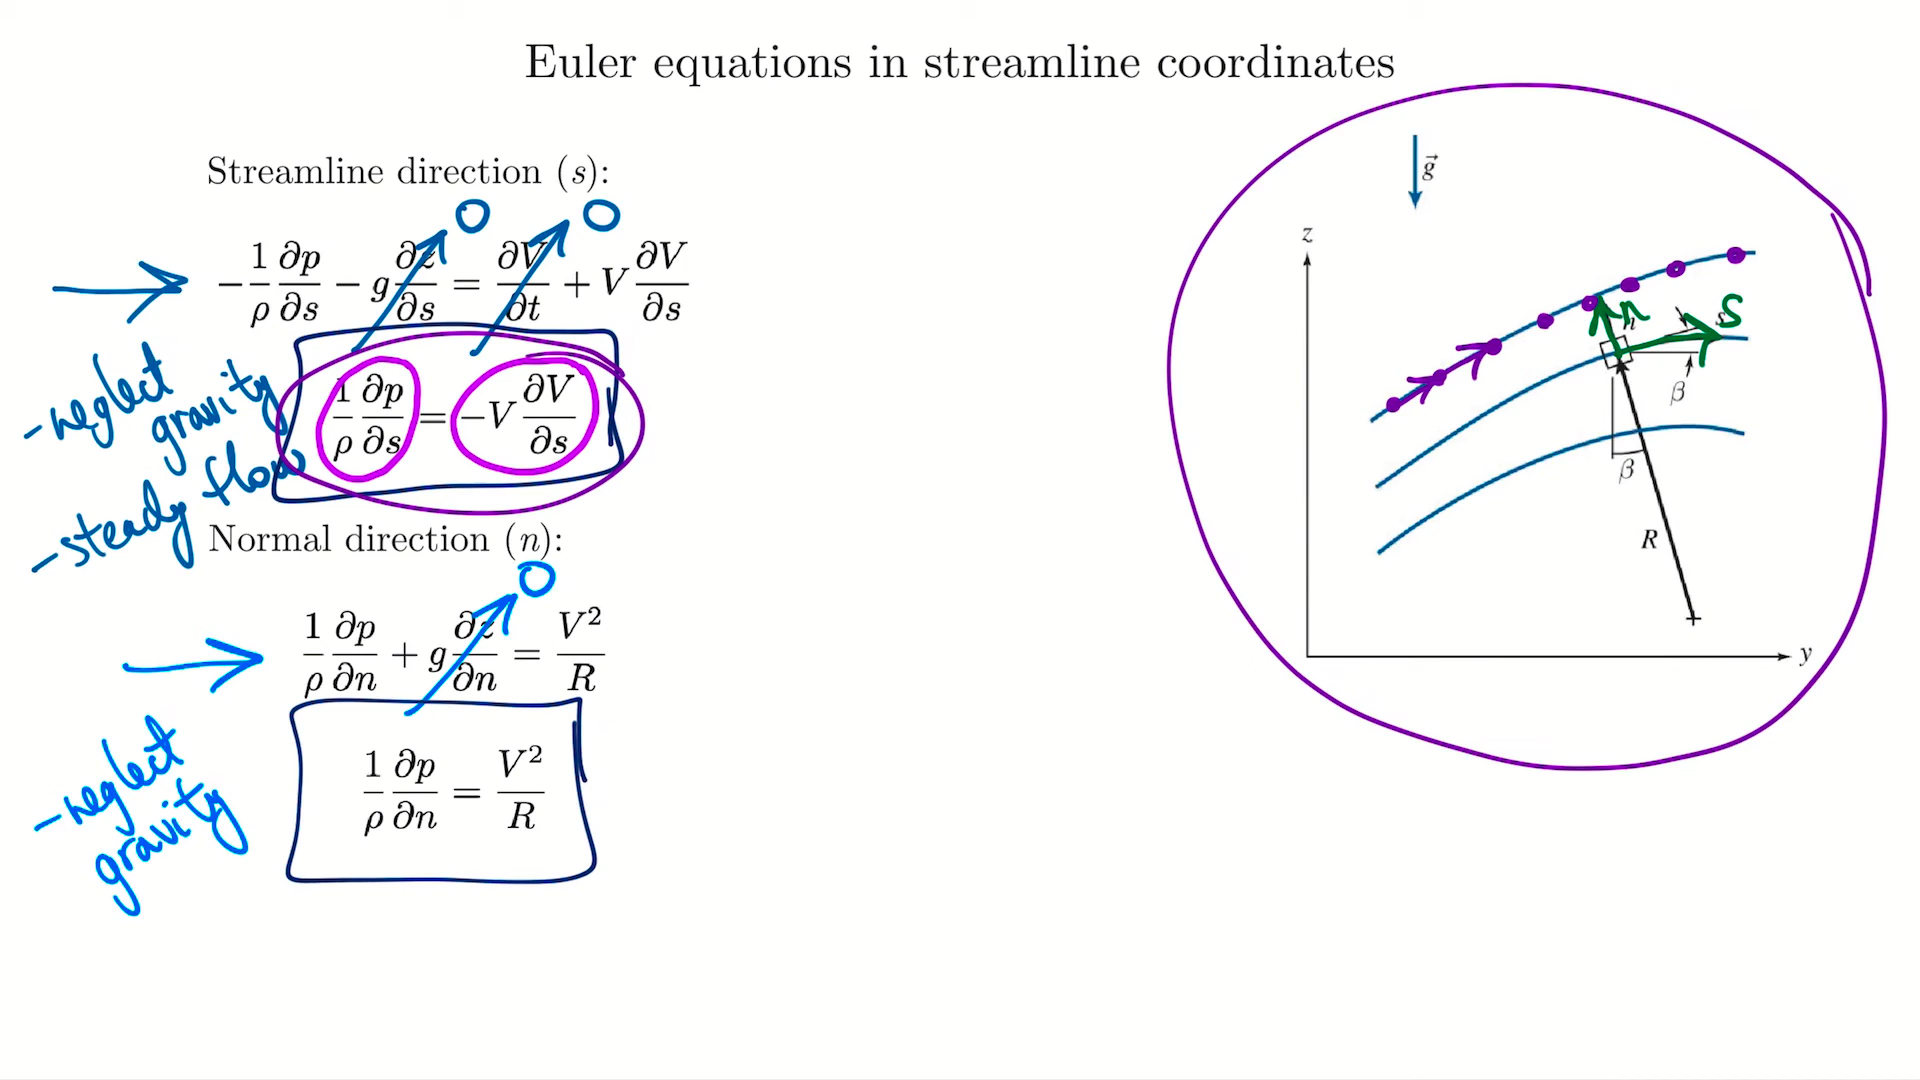 Euler equations in streamline coordinates
Streamline direction (s):
0 0
−1/ρ ∂p/∂s − g ∂z/∂s = ∂V/∂t + V ∂V/∂s
-neglect
gravity
-steady flow
1/ρ ∂p/∂s = −V ∂V/∂s
Normal direction (n):
0
1/ρ ∂p/∂n + g ∂z/∂n = V²/R
-neglect
gravity
1/ρ ∂p/∂n = V²/R
g⃗
z
n
n
s
S
β
β
R
y